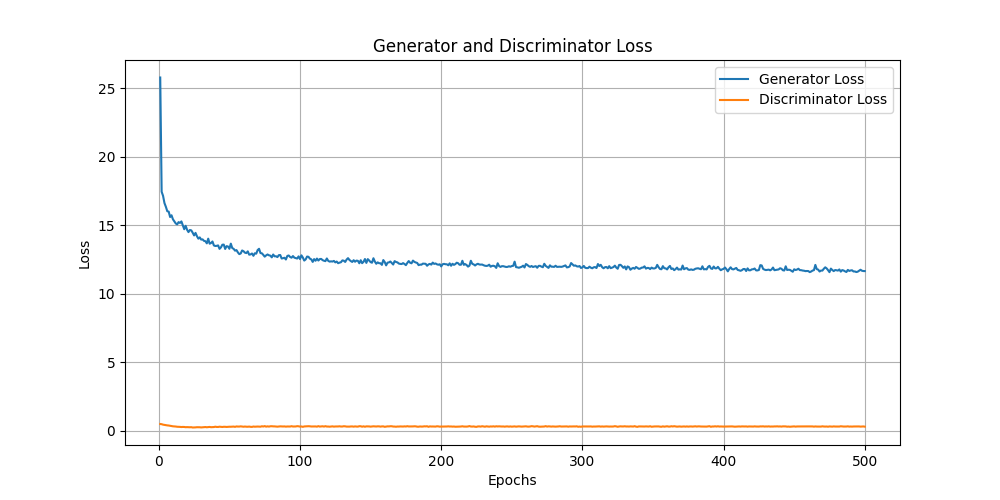 Generator and Discriminator Loss
Generator Loss
Discriminator Loss
25
20
15
10
5
0
Loss
0 100 200 300 400 500
Epochs